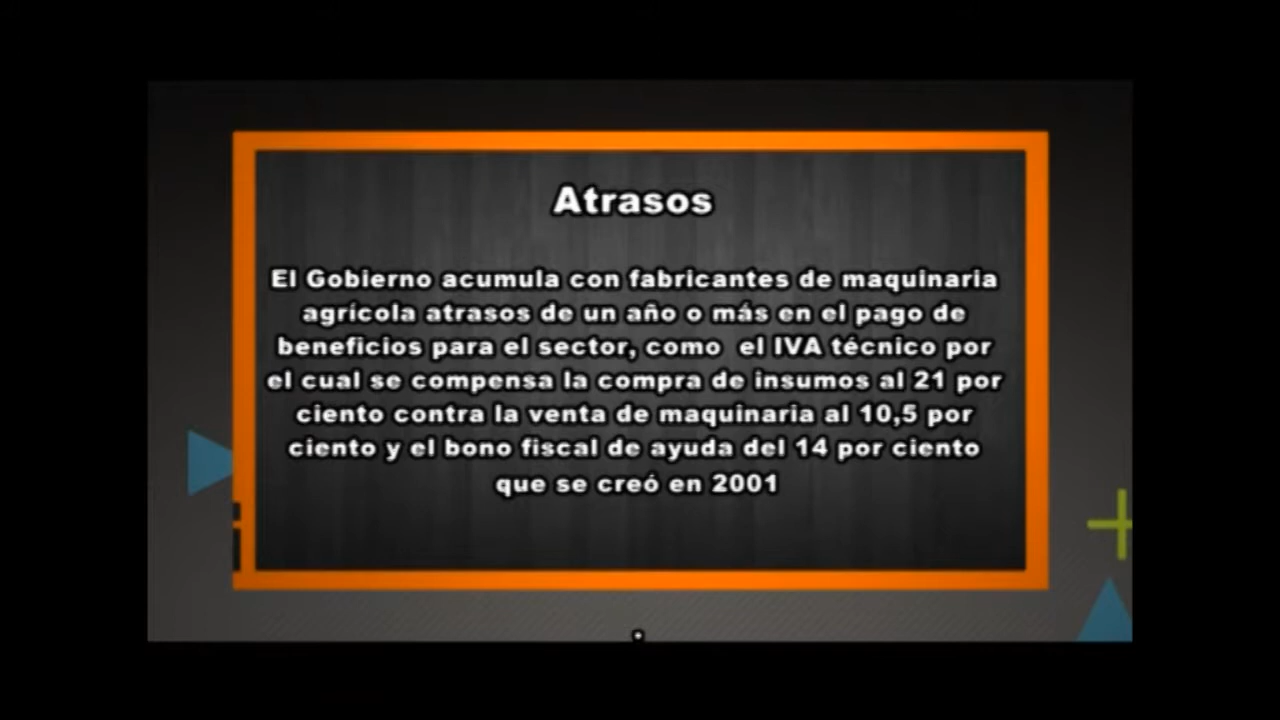 Atrasos
El Gobierno acumula con fabricantes de maquinaria
agrícola atrasos de un año o más en el pago de
beneficios para el sector, como el IVA técnico por
el cual se compensa la compra de insumos al 21 por
ciento contra la venta de maquinaria al 10,5 por
ciento y el bono fiscal de ayuda del 14 por ciento
que se creó en 2001
.